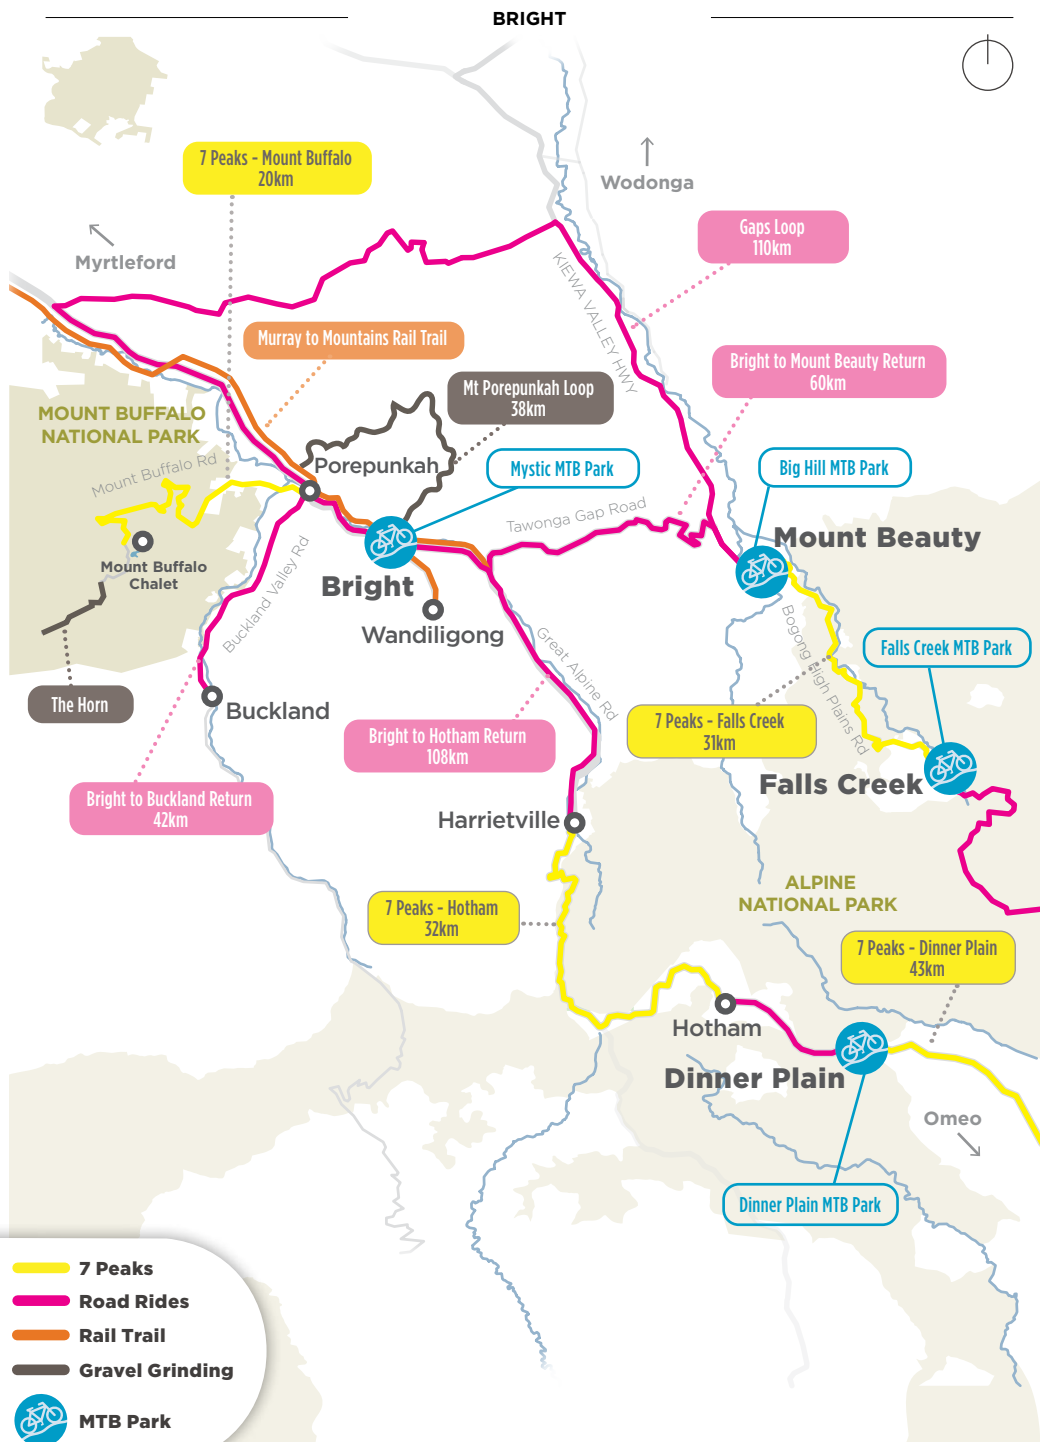 BRIGHT
7 Peaks - Mount Buffalo
20km
Wodonga
Myrtleford
Gaps Loop
110km
KIEWA VALLEY HWY
Murray to Mountains Rail Trail
Bright to Mount Beauty Return
60km
Mt Porepunkah Loop
38km
MOUNT BUFFALO
NATIONAL PARK
Mount Buffalo Rd
Porepunkah
Mystic MTB Park
Big Hill MTB Park
Tawonga Gap Road
Mount Beauty
Mount Buffalo
Chalet
Buckland Valley Rd
Bright
Wandiligong
Great Alpine Rd
Bogong High Plains Rd
Falls Creek MTB Park
The Horn
Buckland
7 Peaks - Falls Creek
31km
Bright to Hotham Return
108km
Falls Creek
Bright to Buckland Return
42km
Harrietville
ALPINE
NATIONAL PARK
7 Peaks - Hotham
32km
7 Peaks - Dinner Plain
43km
Hotham
Dinner Plain
Omeo
Dinner Plain MTB Park
7 Peaks
Road Rides
Rail Trail
Gravel Grinding
MTB Park